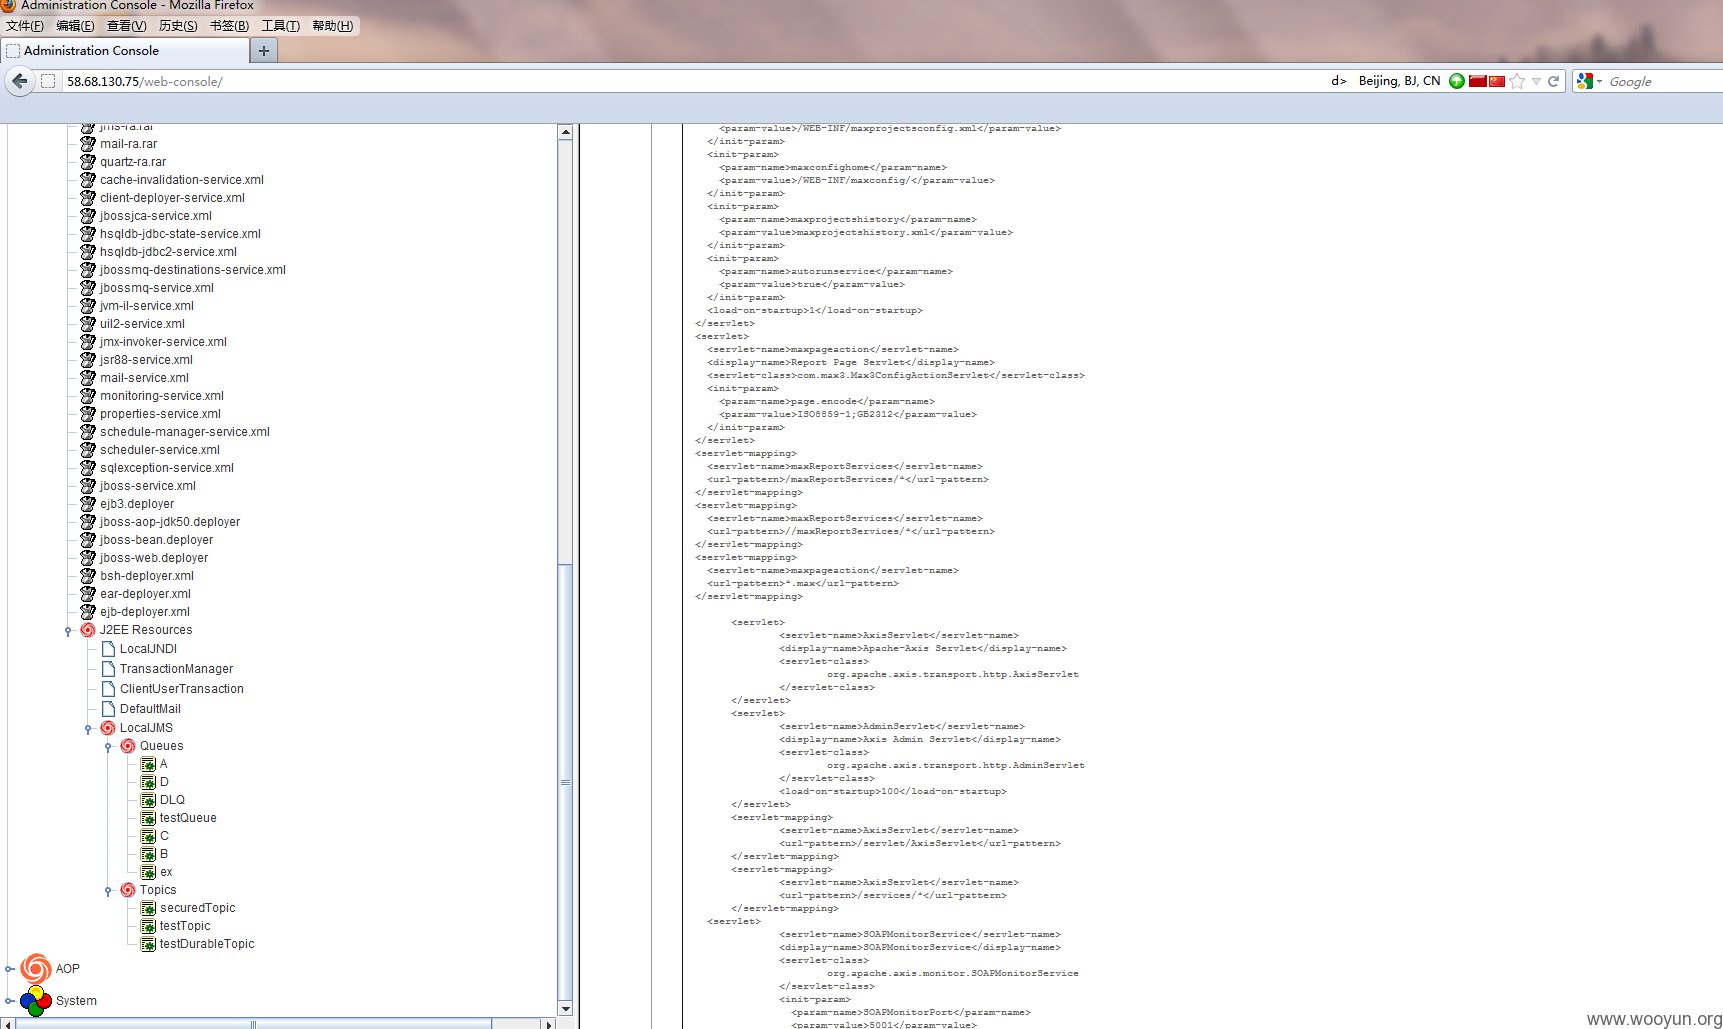 Administration Console - Mozilla Firefox
文件(F) 编辑(E) 查看(V) 历史(S) 书签(B) 工具(T) 帮助(H)
Administration Console
58.68.130.75/web-console/
d> Beijing, BJ, CN
Google
jms-ra.rar
mail-ra.rar
quartz-ra.rar
cache-invalidation-service.xml
client-deployer-service.xml
jbossjca-service.xml
hsqldb-jdbc-state-service.xml
hsqldb-jdbc2-service.xml
jbossmq-destinations-service.xml
jbossmq-service.xml
jvm-il-service.xml
uil2-service.xml
jmx-invoker-service.xml
jsr88-service.xml
mail-service.xml
monitoring-service.xml
properties-service.xml
schedule-manager-service.xml
scheduler-service.xml
sqlexception-service.xml
jboss-service.xml
ejb3.deployer
jboss-aop-jdk50.deployer
jboss-bean.deployer
jboss-web.deployer
bsh-deployer.xml
ear-deployer.xml
ejb-deployer.xml
J2EE Resources
LocalJNDI
TransactionManager
ClientUserTransaction
DefaultMail
LocalJMS
Queues
A
D
DLQ
testQueue
C
B
ex
Topics
securedTopic
testTopic
testDurableTopic
AOP
System
<param-value>/WEB-INF/maxprojectsconfig.xml</param-value>
</init-param>
<init-param>
<param-name>maxconfighome</param-name>
<param-value>/WEB-INF/maxconfig/</param-value>
</init-param>
<init-param>
<param-name>maxprojectshistory</param-name>
<param-value>maxprojectshistory.xml</param-value>
</init-param>
<init-param>
<param-name>autorunservice</param-name>
<param-value>true</param-value>
</init-param>
<load-on-startup>1</load-on-startup>
</servlet>
<servlet>
<servlet-name>maxpageaction</servlet-name>
<display-name>Report Page Servlet</display-name>
<servlet-class>com.max3.Max3ConfigActionServlet</servlet-class>
<init-param>
<param-name>page.encode</param-name>
<param-value>ISO8859-1;GB2312</param-value>
</init-param>
</servlet>
<servlet-mapping>
<servlet-name>maxReportServices</servlet-name>
<url-pattern>/maxReportServices/*</url-pattern>
</servlet-mapping>
<servlet-mapping>
<servlet-name>maxReportServices</servlet-name>
<url-pattern>//maxReportServices/*</url-pattern>
</servlet-mapping>
<servlet-mapping>
<servlet-name>maxpageaction</servlet-name>
<url-pattern>*.max</url-pattern>
</servlet-mapping>
<servlet>
<servlet-name>AxisServlet</servlet-name>
<display-name>Apache-Axis Servlet</display-name>
<servlet-class>
org.apache.axis.transport.http.AxisServlet
</servlet-class>
</servlet>
<servlet>
<servlet-name>AdminServlet</servlet-name>
<display-name>Axis Admin Servlet</display-name>
<servlet-class>
org.apache.axis.transport.http.AdminServlet
</servlet-class>
<load-on-startup>100</load-on-startup>
</servlet>
<servlet-mapping>
<servlet-name>AxisServlet</servlet-name>
<url-pattern>/servlet/AxisServlet</url-pattern>
</servlet-mapping>
<servlet-mapping>
<servlet-name>AxisServlet</servlet-name>
<url-pattern>/services/*</url-pattern>
</servlet-mapping>
<servlet>
<servlet-name>SOAPMonitorService</servlet-name>
<display-name>SOAPMonitorService</display-name>
<servlet-class>
org.apache.axis.monitor.SOAPMonitorService
</servlet-class>
<init-param>
<param-name>SOAPMonitorPort</param-name>
<param-value>5001</param-value>
www.wooyun.org